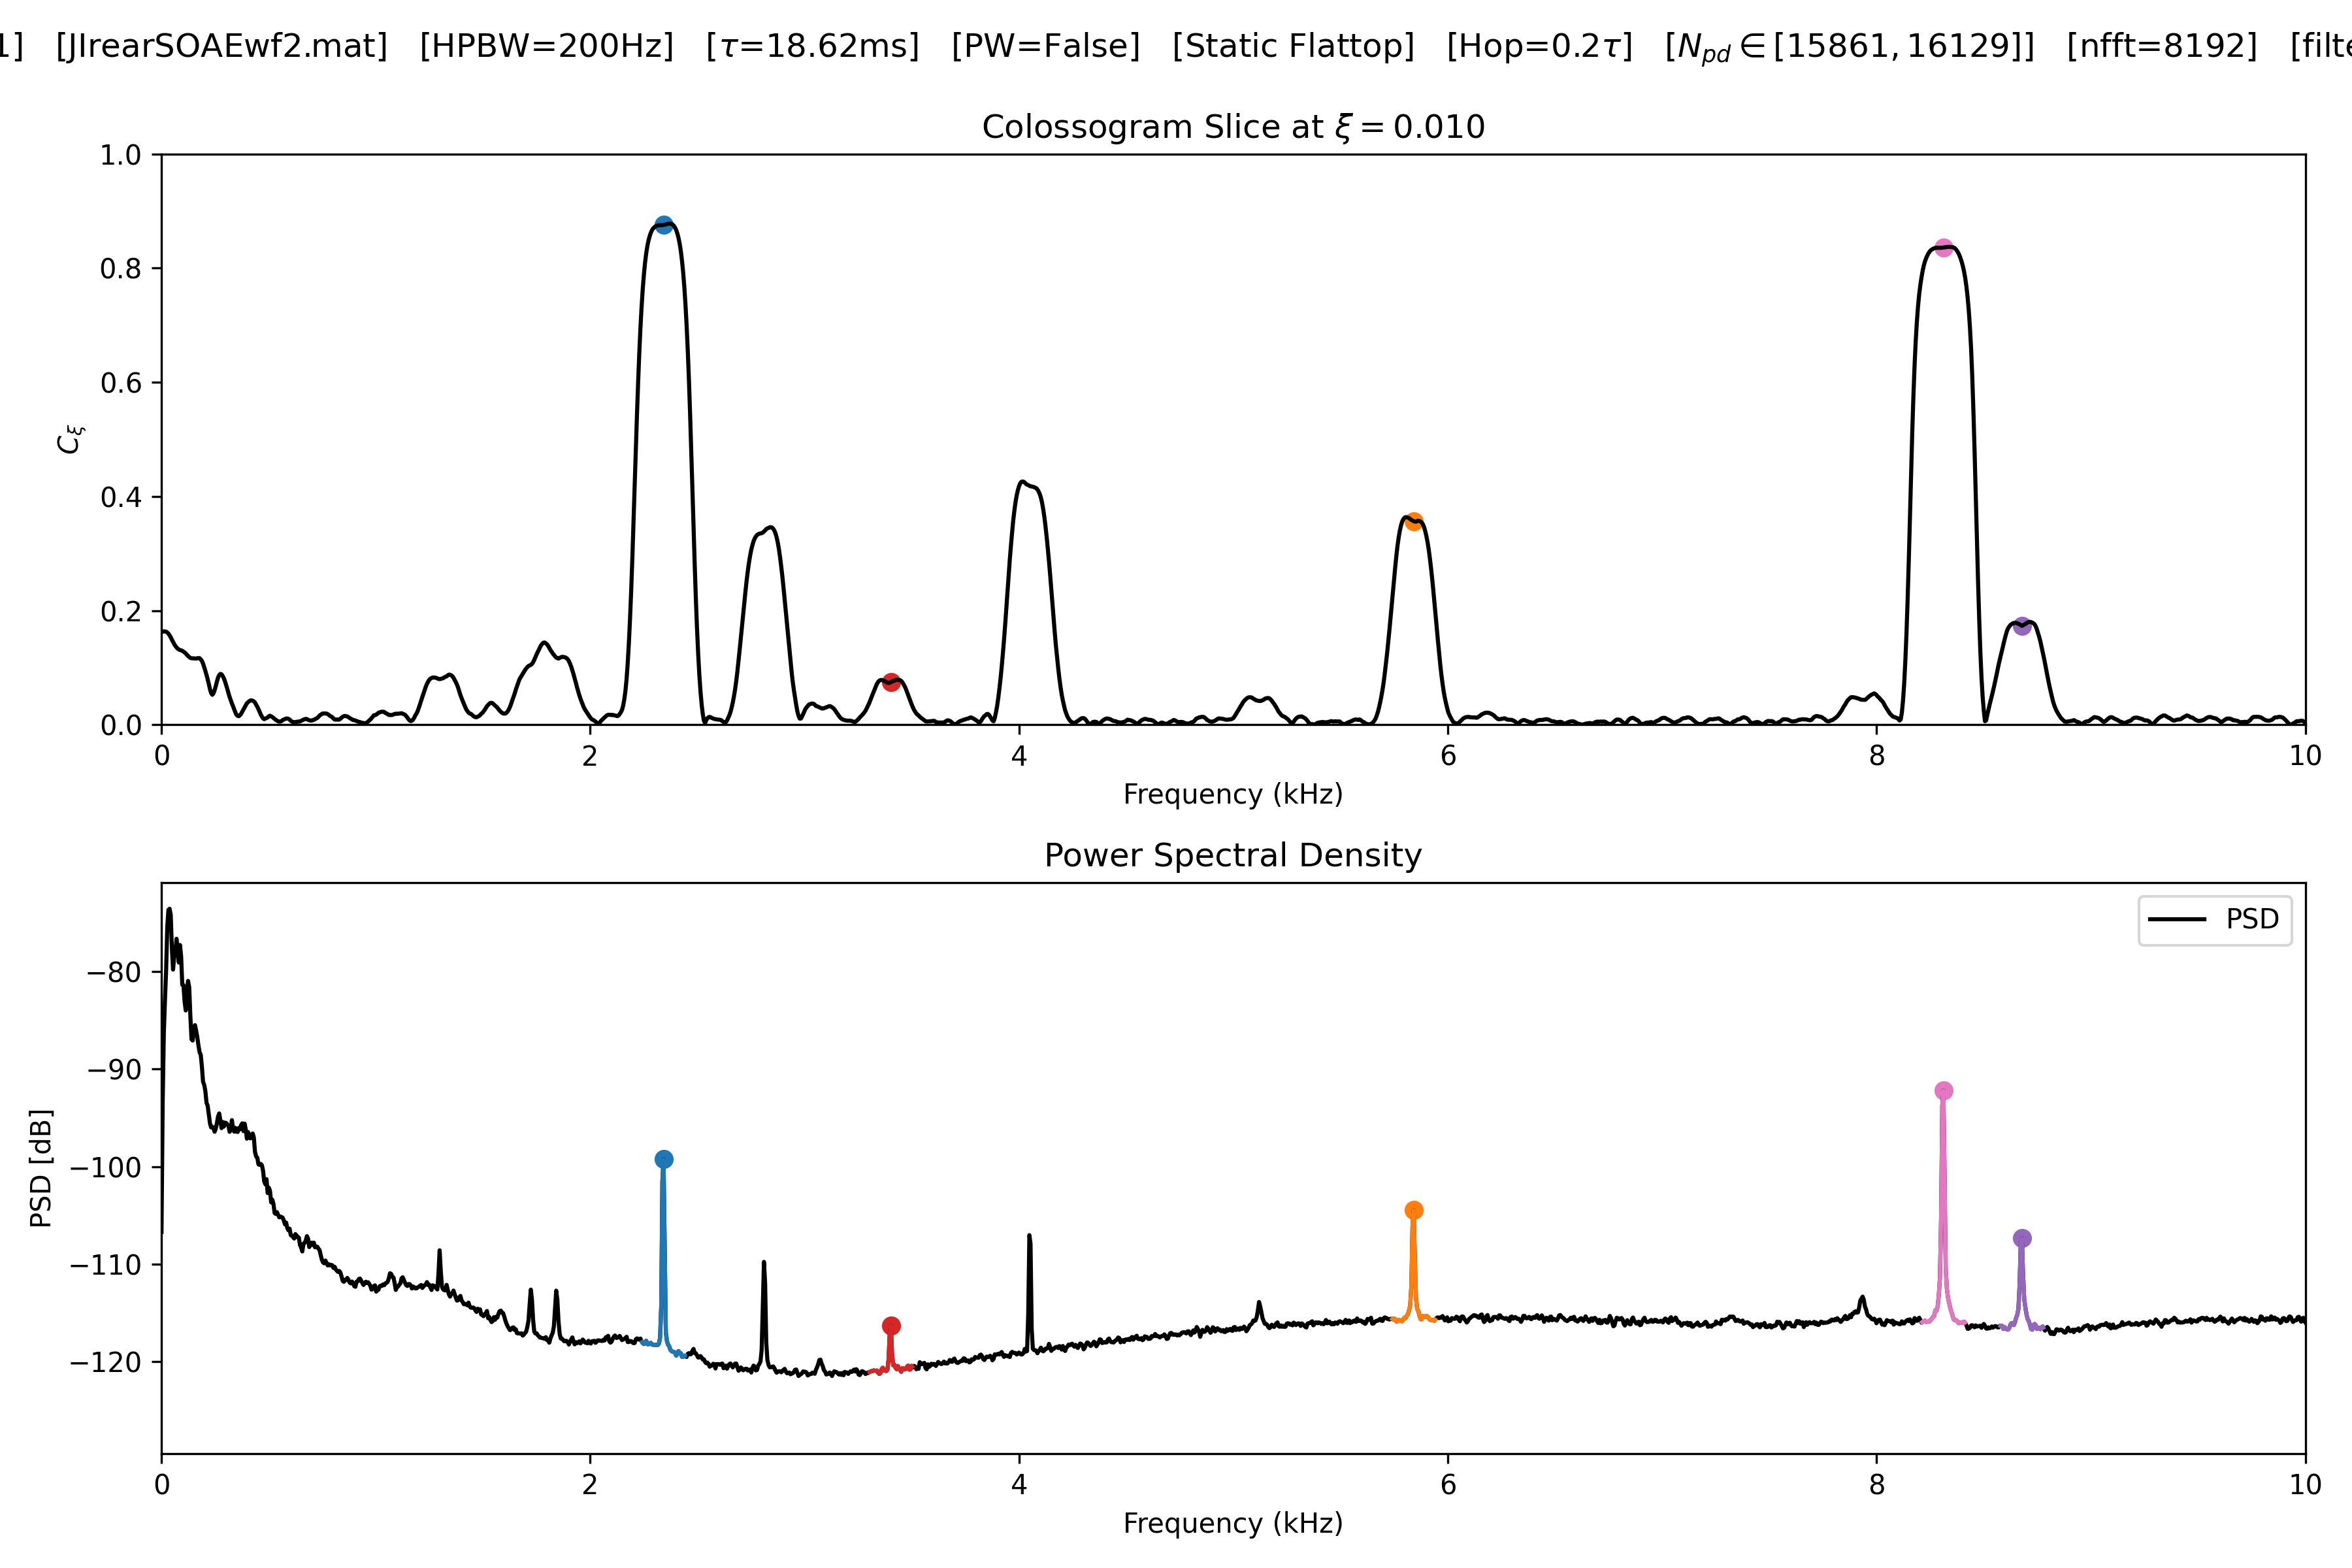 1] [JIrearSOAEwf2.mat] [HPBW=200Hz] [τ=18.62ms] [PW=False] [Static Flattop] [Hop=0.2τ] [N_pd ∈ [15861, 16129]] [nfft=8192] [filte
Colossogram Slice at ξ = 0.010
1.0
0.8
0.6
0.4
0.2
0.0
C_ξ
0 2 4 6 8 10
Frequency (kHz)
Power Spectral Density
PSD
−80
−90
−100
−110
−120
PSD [dB]
0 2 4 6 8 10
Frequency (kHz)